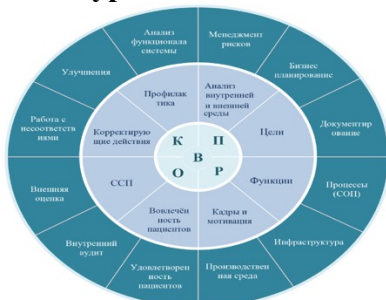 Анализ
функционала
системы
Менеджмент
рисков
Бизнес
планирование
Документир
ование
Процессы
(СОП)
Инфраструктура
Производствен
ная среда
Удовлетворен
ность
пациентов
Внутренний
аудит
Внешняя
оценка
Работа с
несоответств
иями
Улучшения
Профилак
тика
Анализ
внутренней
и внешней
среды
Цели
Функции
Кадры и
мотивация
Вовлечён
ность
пациентов
ССП
Корректирую
щие действия
К П
В
О Р